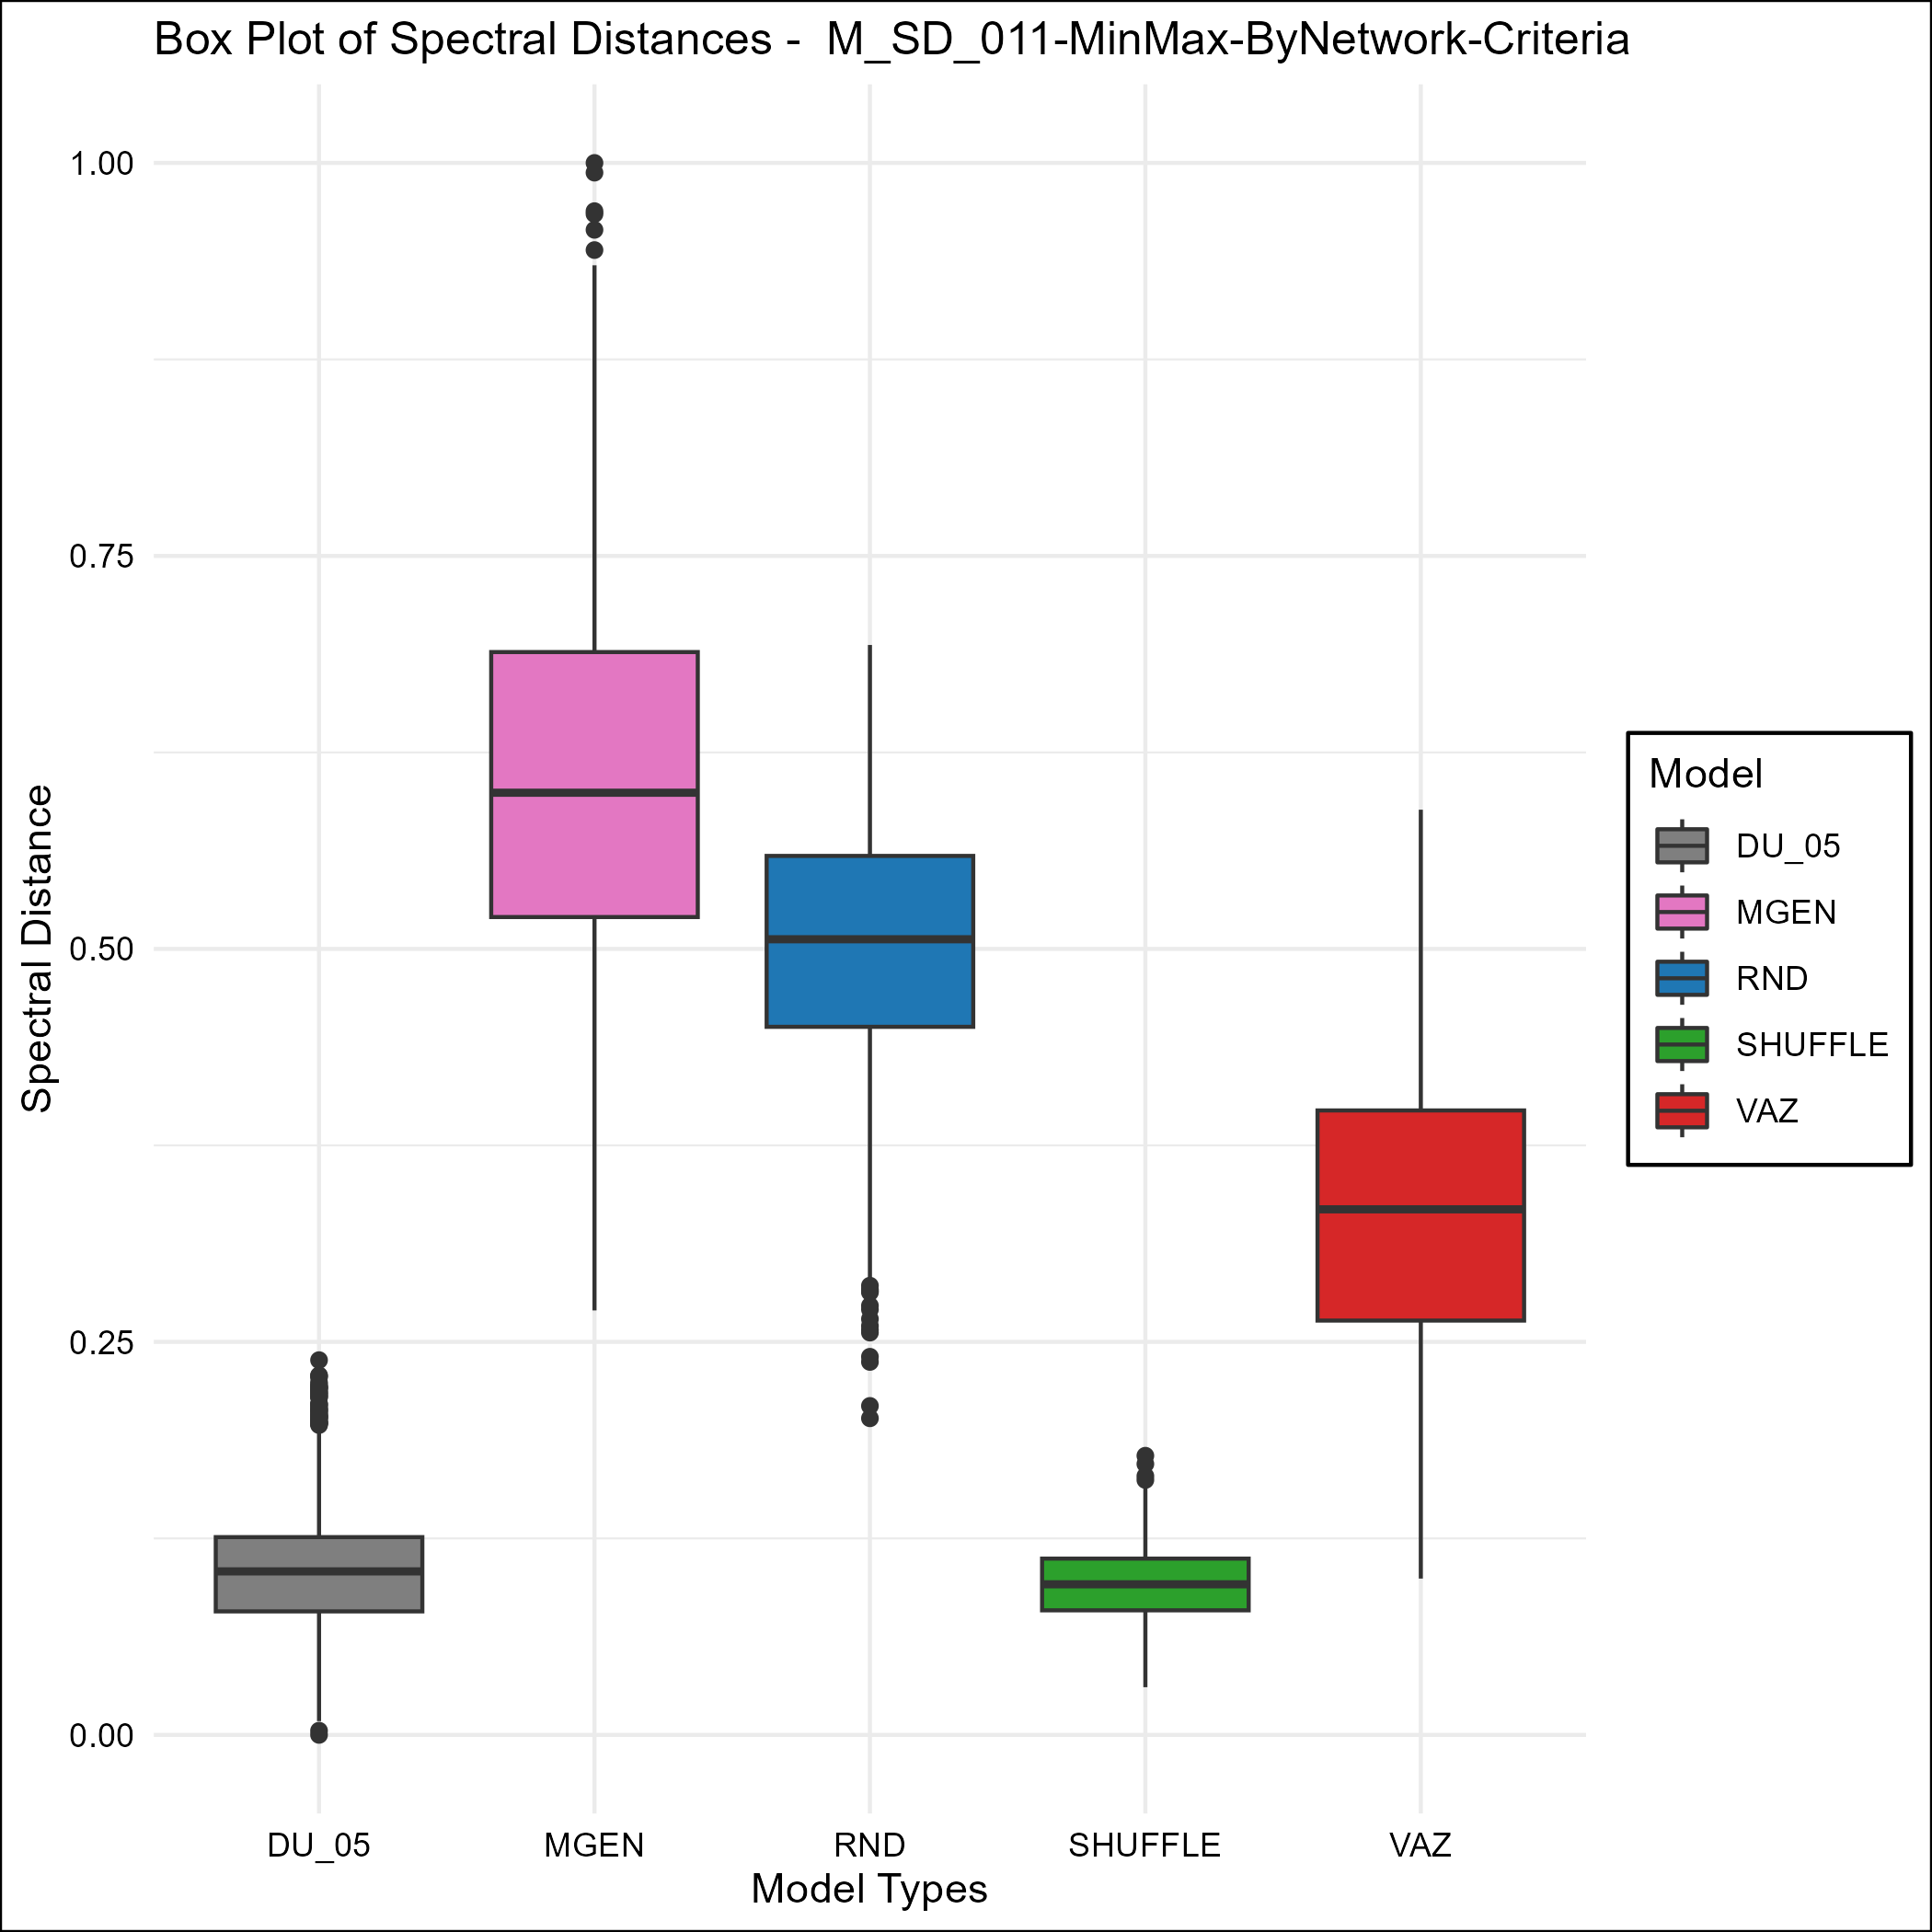 Box Plot of Spectral Distances -  M_SD_011-MinMax-ByNetwork-Criteria
Spectral Distance
1.00
0.75
0.50
0.25
0.00
DU_05 MGEN RND SHUFFLE VAZ
Model Types
Model
DU_05
MGEN
RND
SHUFFLE
VAZ